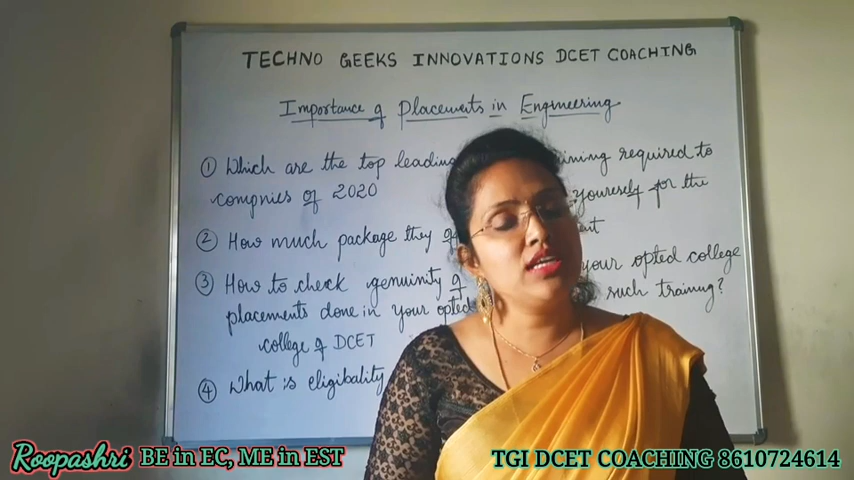 TECHNO GEEKS INNOVATIONS DCET COACHING
Importance of Placements in Engineering
① Which are the top leading
compnies of 2020
② How much package they
③ How to check genuinity of
placements done in your opted
college of DCET
④ What is eligibality
required to
yourself for the
your opted college
such training?
Roopashri BE in EC, ME in EST
TGI DCET COACHING 8610724614